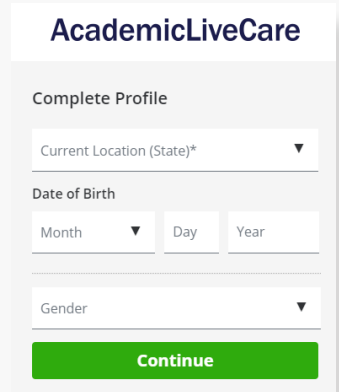 AcademicLiveCare
Complete Profile
Current Location (State)*
Date of Birth
Month Day Year
Gender
Continue